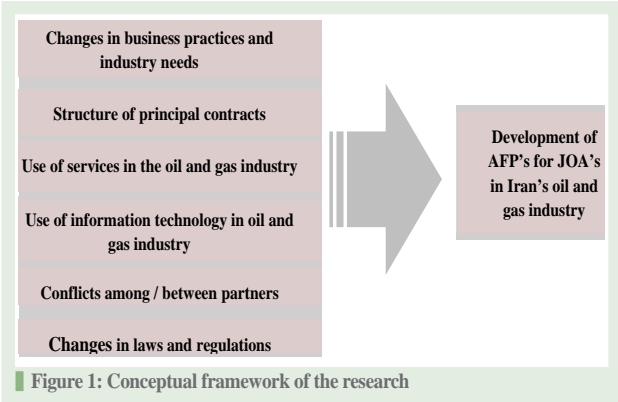 Changes in business practices and
industry needs
Structure of principal contracts
Use of services in the oil and gas industry
Use of information technology in oil and
gas industry
Conflicts among / between partners
Changes in laws and regulations
Development of
AFP's for JOA's
in Iran's oil and
gas industry
Figure 1: Conceptual framework of the research